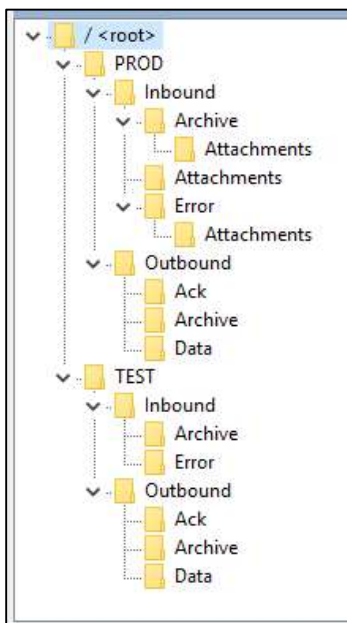 / <root>
PROD
Inbound
Archive
Attachments
Attachments
Error
Attachments
Outbound
Ack
Archive
Data
TEST
Inbound
Archive
Error
Outbound
Ack
Archive
Data